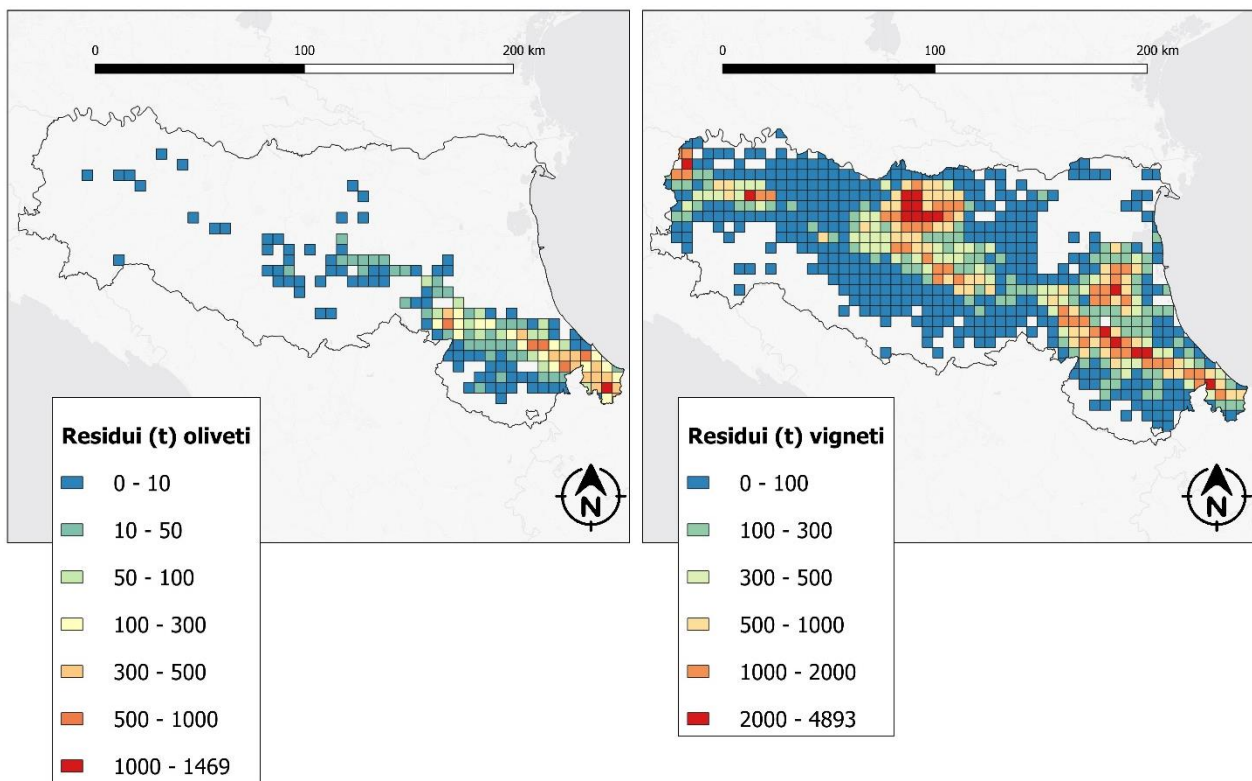 0 100 200 km
Residui (t) oliveti
0 - 10
10 - 50
50 - 100
100 - 300
300 - 500
500 - 1000
1000 - 1469
N
0 100 200 km
Residui (t) vigneti
0 - 100
100 - 300
300 - 500
500 - 1000
1000 - 2000
2000 - 4893
N